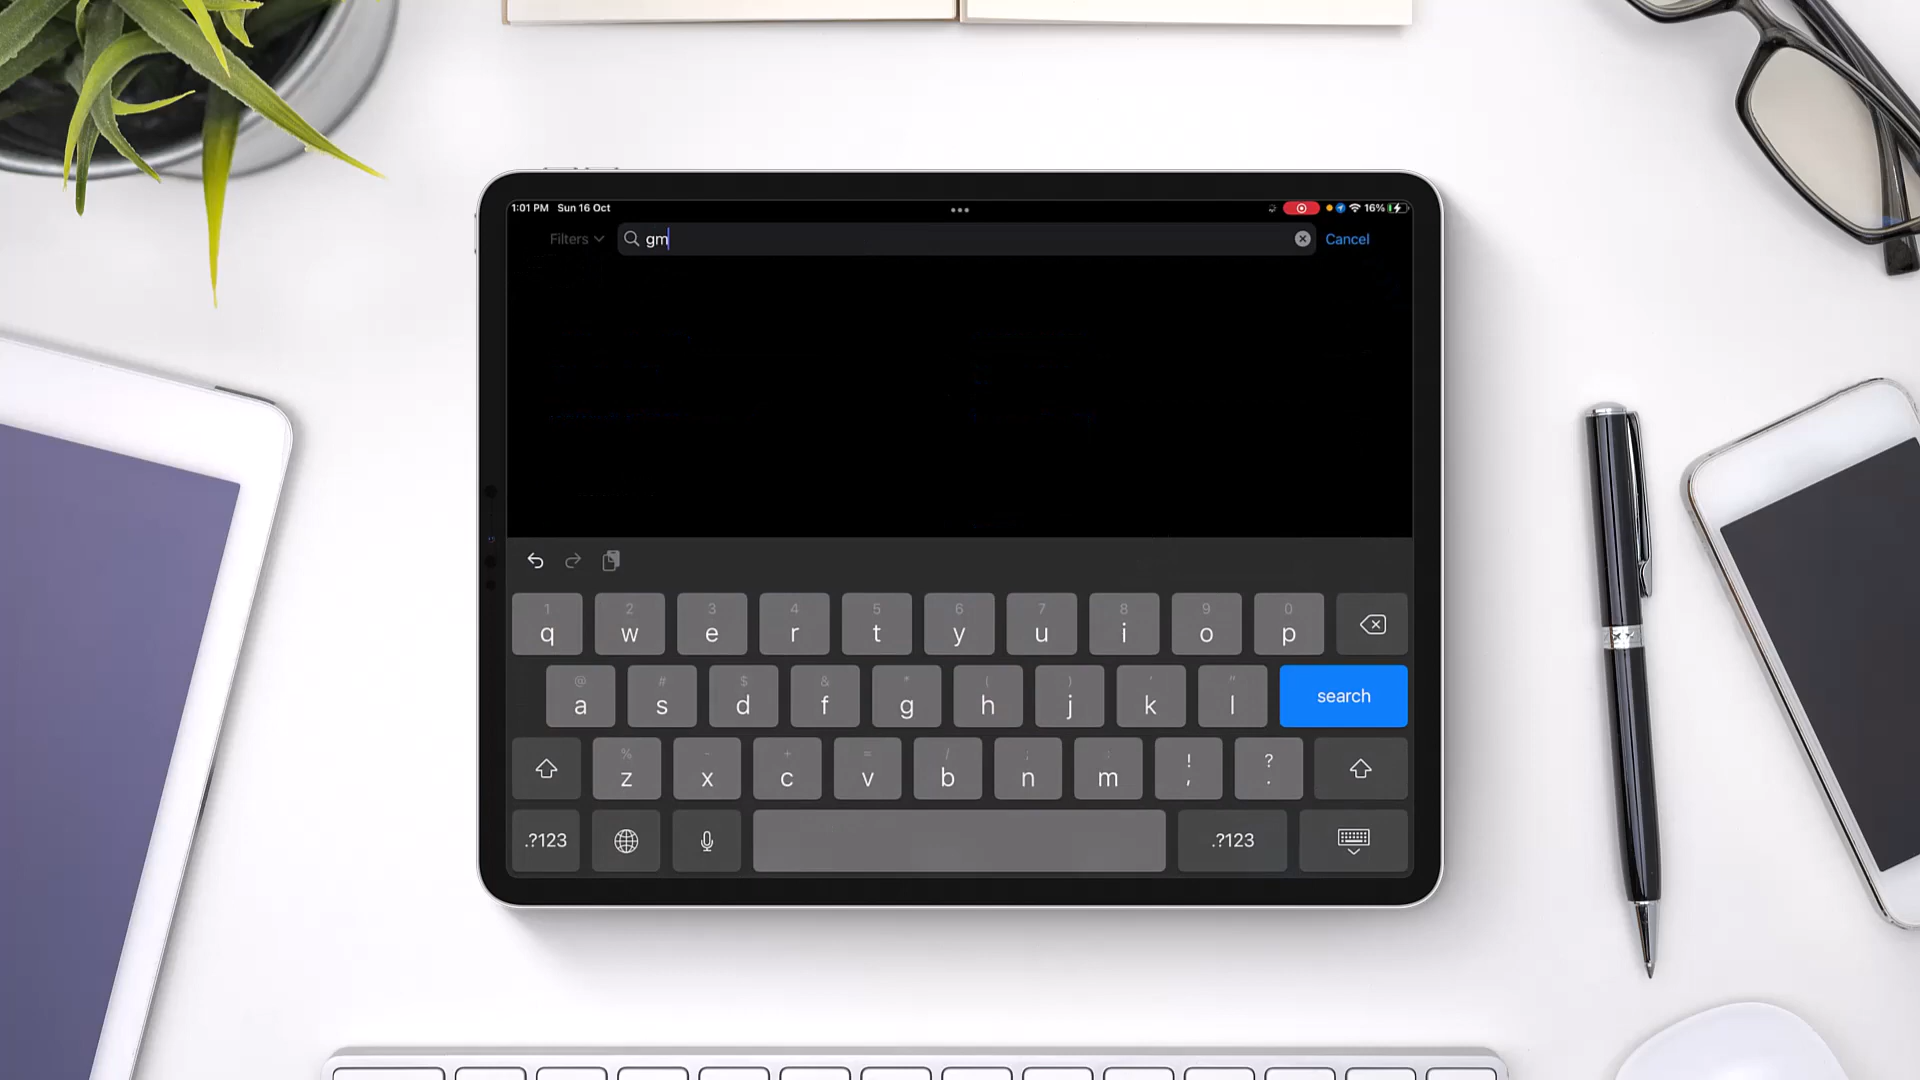 1:01 PM Sun 16 Oct
16%
Filters
gm
Cancel
1 2 3 4 5 6 7 8 9 0
q w e r t y u i o p
@ # $ & * ( ) ' "
a s d f g h j k l search
% - + = / ; : ! ?
z x c v b n m , .
.?123 .?123